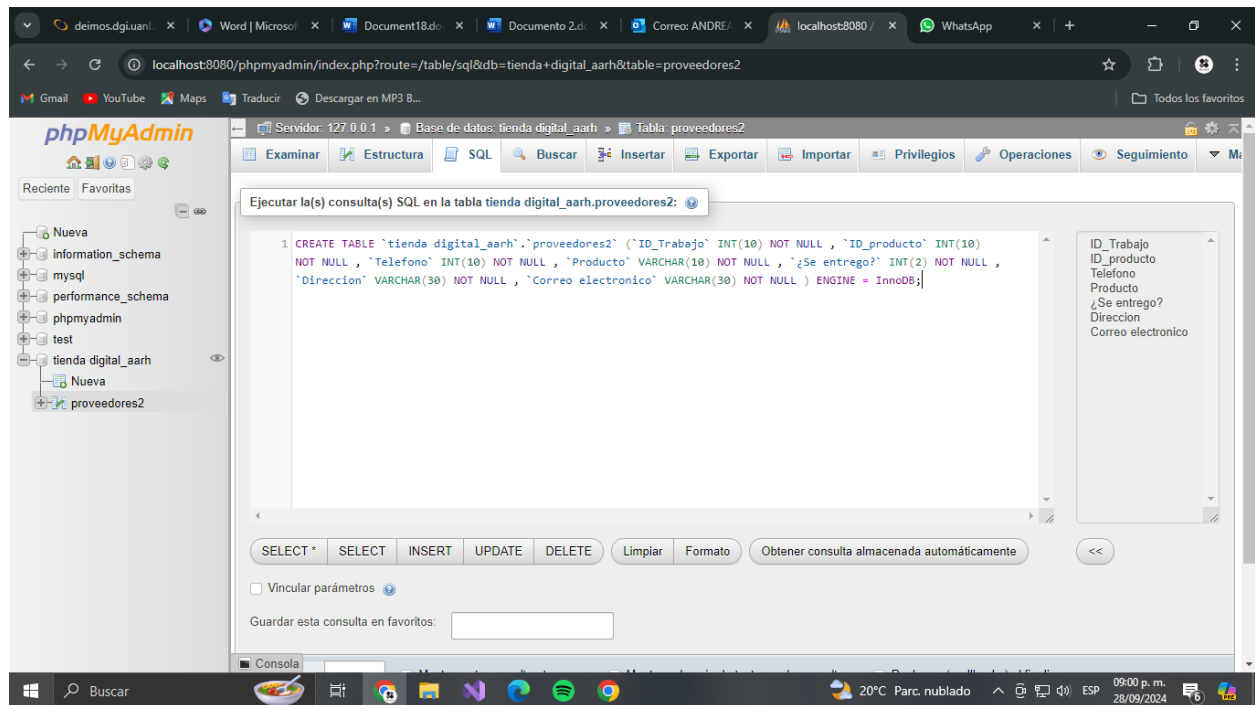 deimos.dgi.uanl.
Word | Microsof
Document18.do
Documento 2.do
Correo: ANDREA
localhost:8080 /
WhatsApp
localhost:8080/phpmyadmin/index.php?route=/table/sql&db=tienda+digital_aarh&table=proveedores2
Gmail
YouTube
Maps
Traducir
Descargar en MP3 B...
Todos los favoritos
phpMyAdmin
Servidor: 127.0.0.1 » Base de datos: tienda digital_aarh » Tabla: proveedores2
Examinar
Estructura
SQL
Buscar
Insertar
Exportar
Importar
Privilegios
Operaciones
Seguimiento
Reciente
Favoritas
Nueva
information_schema
mysql
performance_schema
phpmyadmin
test
tienda digital_aarh
Nueva
proveedores2
Ejecutar la(s) consulta(s) SQL en la tabla tienda digital_aarh.proveedores2:
1 CREATE TABLE `tienda digital_aarh`.`proveedores2` (`ID_Trabajo` INT(10) NOT NULL , `ID_producto` INT(10)
NOT NULL , `Telefono` INT(10) NOT NULL , `Producto` VARCHAR(10) NOT NULL , `¿Se entrego?` INT(2) NOT NULL ,
`Direccion` VARCHAR(30) NOT NULL , `Correo electronico` VARCHAR(30) NOT NULL ) ENGINE = InnoDB;
ID_Trabajo
ID_producto
Telefono
Producto
¿Se entrego?
Direccion
Correo electronico
SELECT *
SELECT
INSERT
UPDATE
DELETE
Limpiar
Formato
Obtener consulta almacenada automáticamente
<<
Vincular parámetros
Guardar esta consulta en favoritos:
Consola
Buscar
20°C Parc. nublado
ESP
09:00 p. m.
28/09/2024
6
PRE